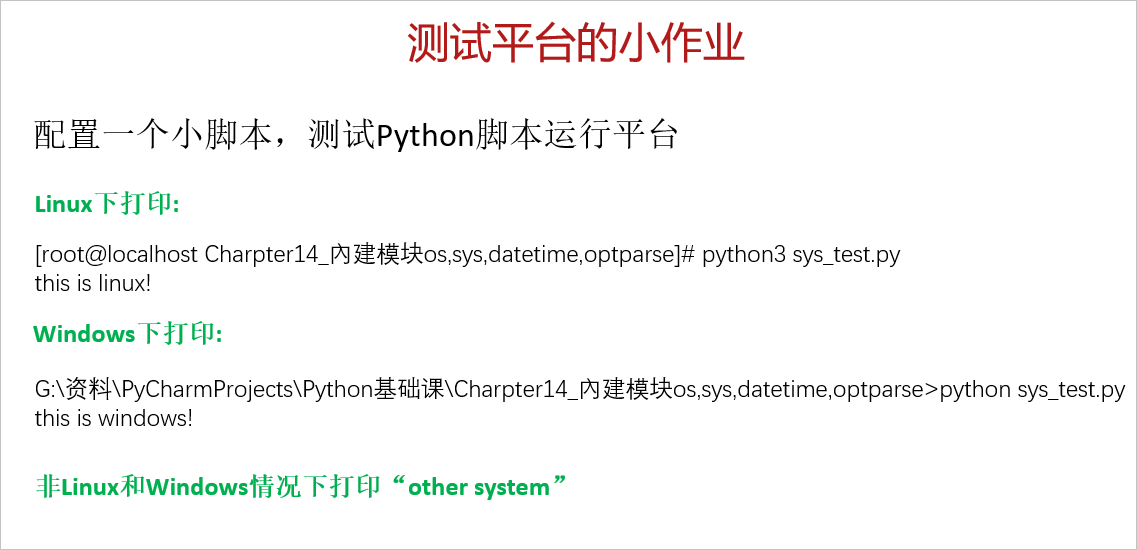 测试平台的小作业
配置一个小脚本，测试Python脚本运行平台
Linux下打印:
[root@localhost Charpter14_內建模块os,sys,datetime,optparse]# python3 sys_test.py
this is linux!
Windows下打印:
G:\资料\PyCharmProjects\Python基础课\Charpter14_內建模块os,sys,datetime,optparse>python sys_test.py
this is windows!
非Linux和Windows情况下打印“other system”